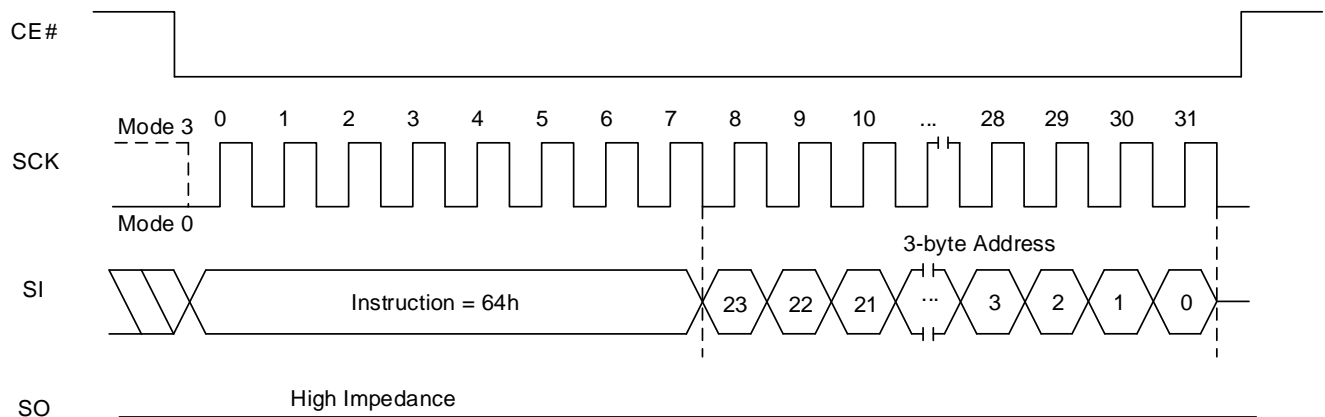 CE#
0 1 2 3 4 5 6 7 8 9 10 ... 28 29 30 31
Mode 3
SCK
Mode 0
3-byte Address
SI
Instruction = 64h
23 22 21 ... 3 2 1 0
High Impedance
SO